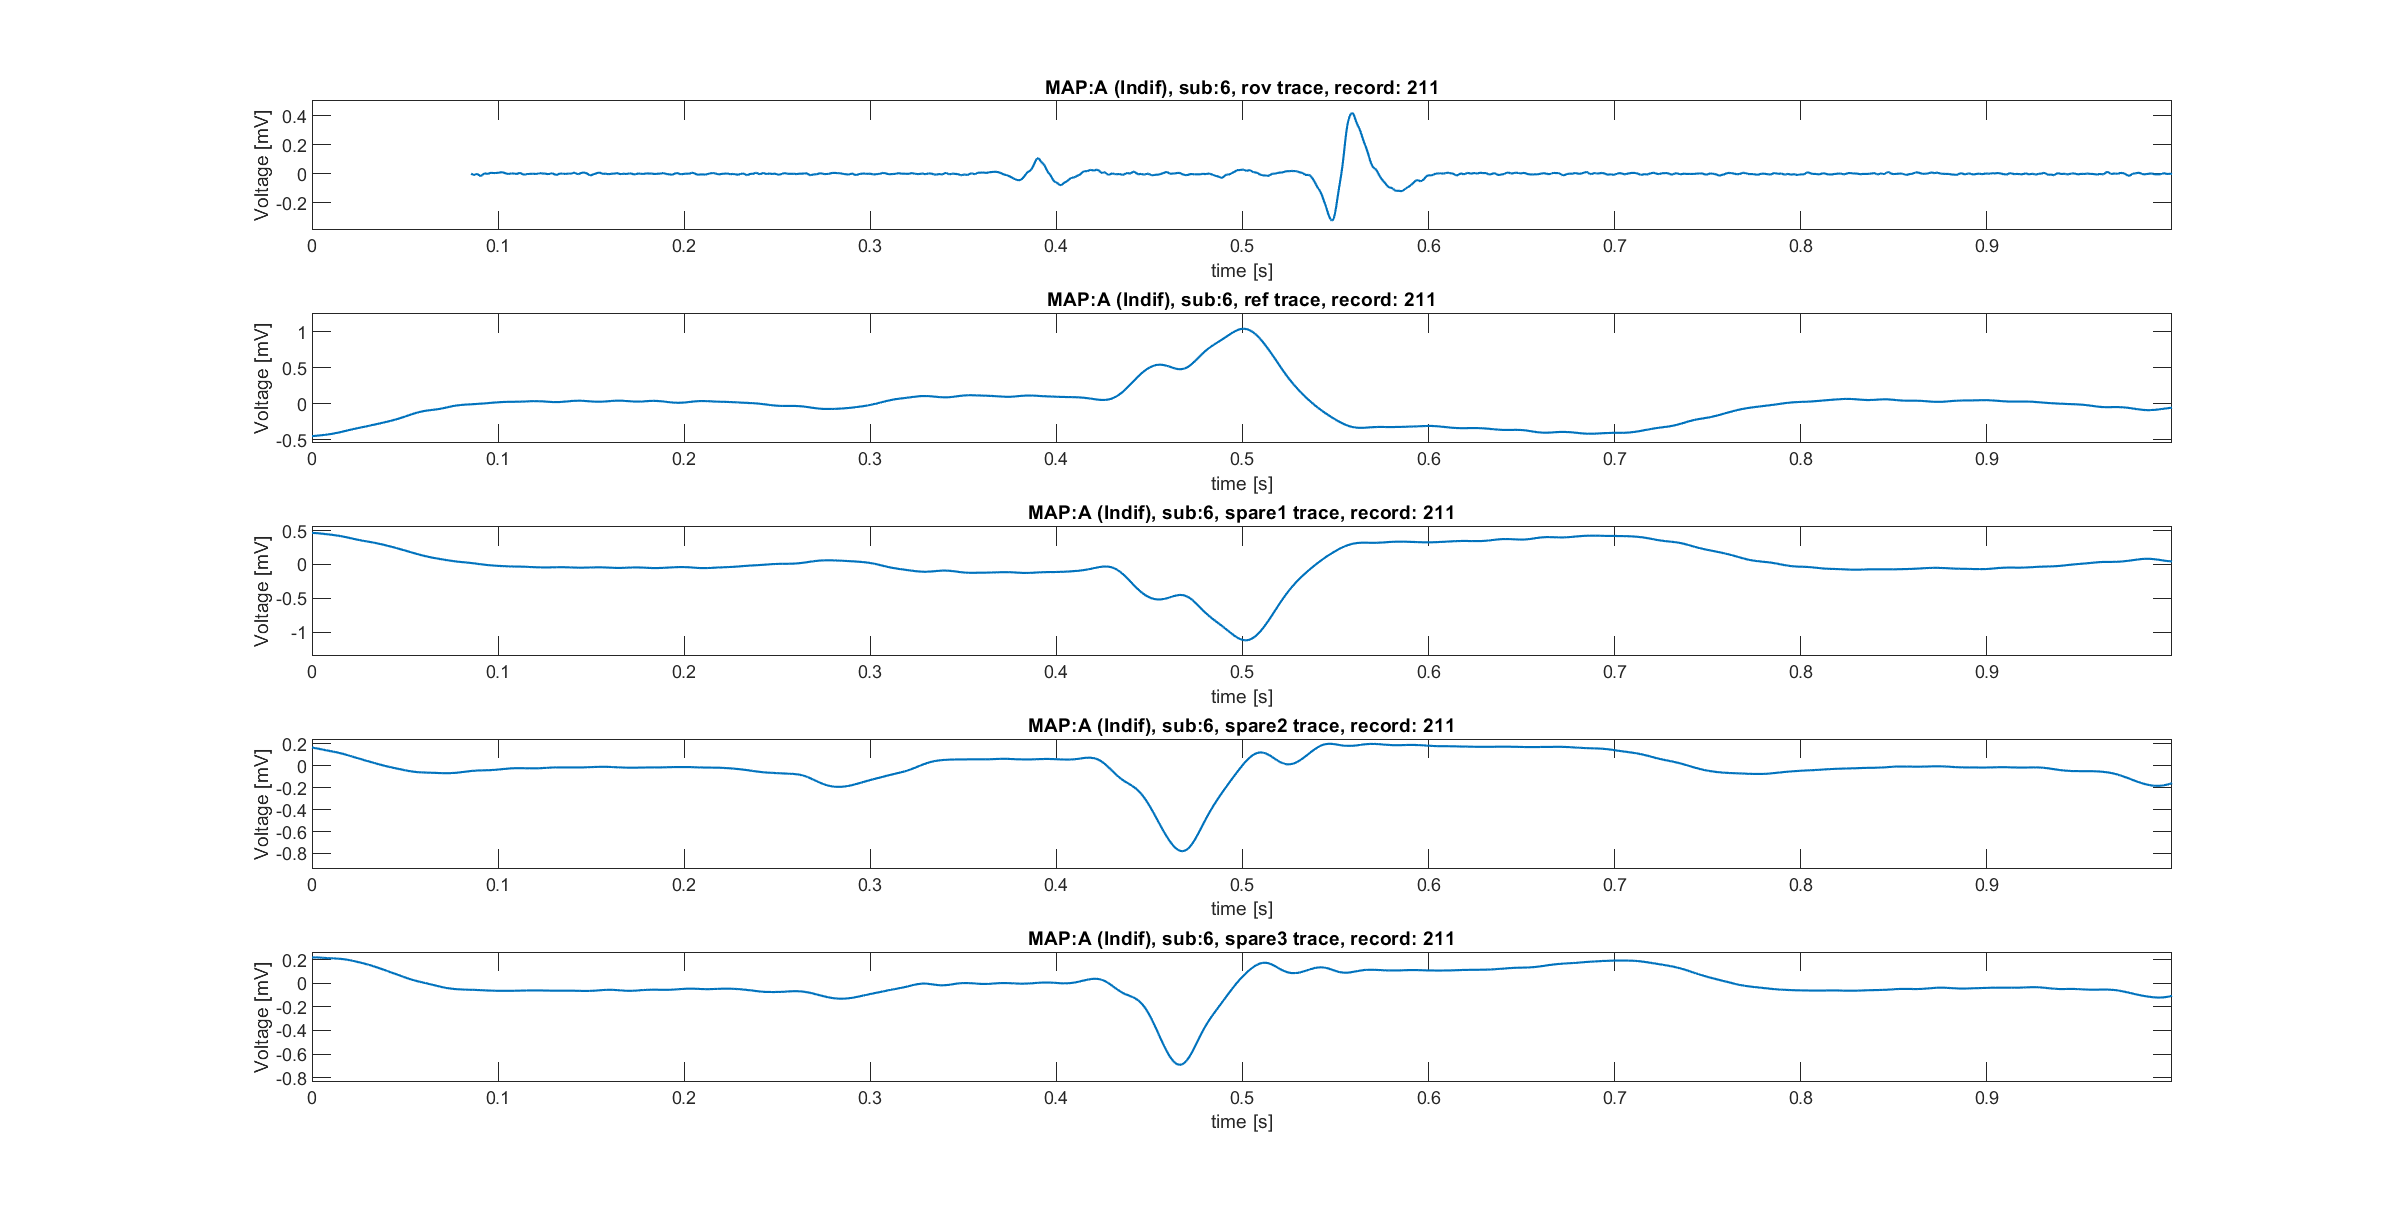 MAP:A (Indif), sub:6, rov trace, record: 211
Voltage [mV]
0.4
0.2
0
-0.2
0 0.1 0.2 0.3 0.4 0.5 0.6 0.7 0.8 0.9
time [s]
MAP:A (Indif), sub:6, ref trace, record: 211
Voltage [mV]
1
0.5
0
-0.5
0 0.1 0.2 0.3 0.4 0.5 0.6 0.7 0.8 0.9
time [s]
MAP:A (Indif), sub:6, spare1 trace, record: 211
Voltage [mV]
0.5
0
-0.5
-1
0 0.1 0.2 0.3 0.4 0.5 0.6 0.7 0.8 0.9
time [s]
MAP:A (Indif), sub:6, spare2 trace, record: 211
Voltage [mV]
0.2
0
-0.2
-0.4
-0.6
-0.8
0 0.1 0.2 0.3 0.4 0.5 0.6 0.7 0.8 0.9
time [s]
MAP:A (Indif), sub:6, spare3 trace, record: 211
Voltage [mV]
0.2
0
-0.2
-0.4
-0.6
-0.8
0 0.1 0.2 0.3 0.4 0.5 0.6 0.7 0.8 0.9
time [s]